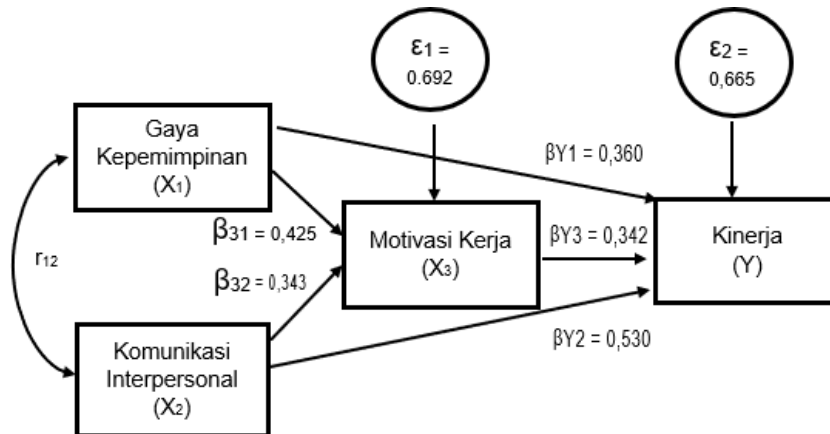 ε1 =
0.692
ε2 =
0,665
Gaya
Kepemimpinan
(X1)
βY1 = 0,360
β31 = 0,425
Motivasi Kerja
(X3)
βY3 = 0,342
Kinerja
(Y)
r12
β32 = 0,343
Komunikasi
Interpersonal
(X2)
βY2 = 0,530